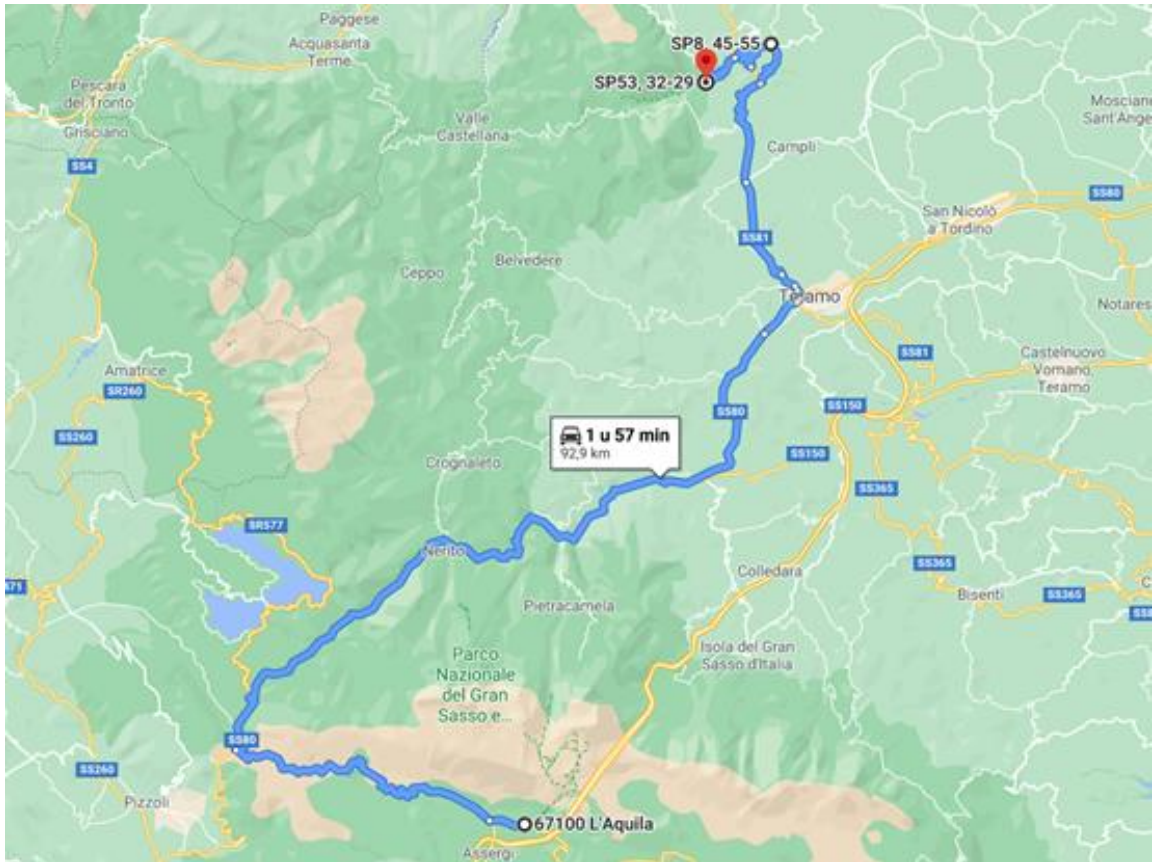 Paggese
Acquasanta
Terme
SP8, 45-55
SP53, 32-29
Pescara
del Tronto
Grisciano
Mosciano
Sant'Ange
Valle
Castellana
Campli
SS4
SS80
San Nicolò
a Tordino
SS81
Belvedere
Ceppo
Teramo
Notares
SS81
Castelnuovo
Vomano,
Teramo
Amatrice
SR260
SS150
SS80
SS260
1 u 57 min
92,9 km
SS150
Crognaleto
SS365
SR577
Nerito
SS365
471
Colledara
Bisenti
SS365
C
SS8
Pietracamela
Isola del Gran
Sasso d'Italia
Parco
Nazionale
del Gran
Sasso e...
SS80
SS260
Pizzoli
67100 L'Aquila
Assergi